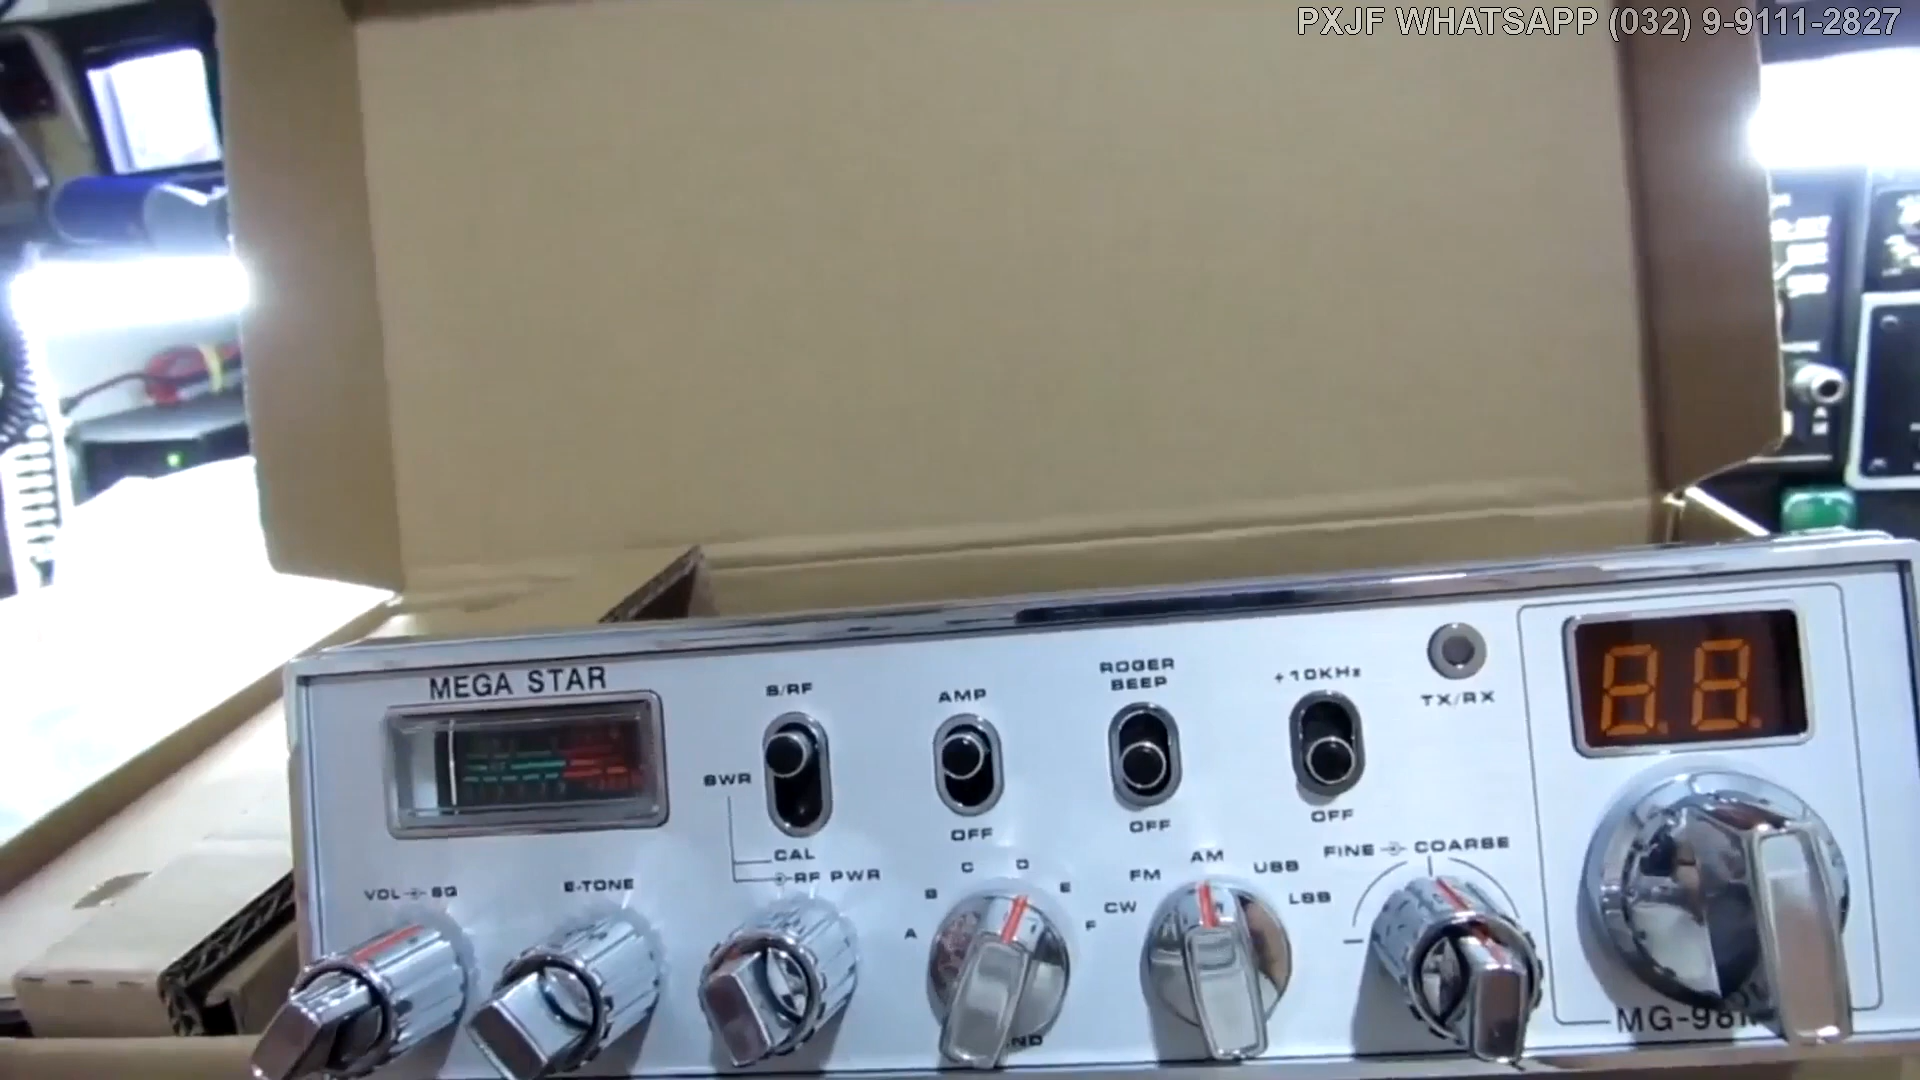 PXJF WHATSAPP (032) 9-9111-2827
MEGA STAR
S/RF
AMP
ROGER
BEEP
+10KHz
TX/RX
88
SWR
OFF
OFF
OFF
CAL
RF PWR
VOL SQ
E-TONE
A B C D E F
CW FM AM USB LSB
FINE COARSE